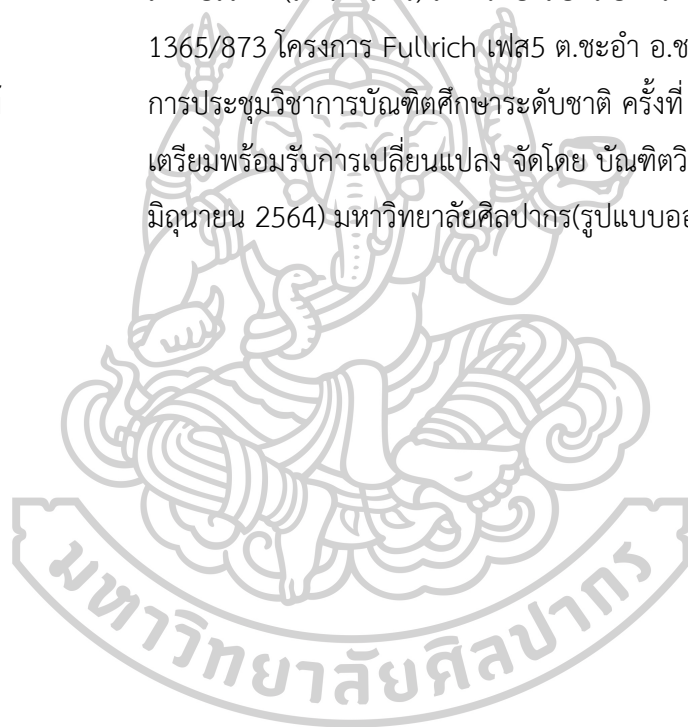 1365/873 โครงการ Fullrich เฟส5 ต.ชะอำ อ.ช
การประชุมวิชาการบัณฑิตศึกษาระดับชาติ ครั้งที่
เตรียมพร้อมรับการเปลี่ยนแปลง จัดโดย บัณฑิตวิ
มิถุนายน 2564) มหาวิทยาลัยศิลปากร(รูปแบบออ
มหาวิทยาลัยศิลปากร